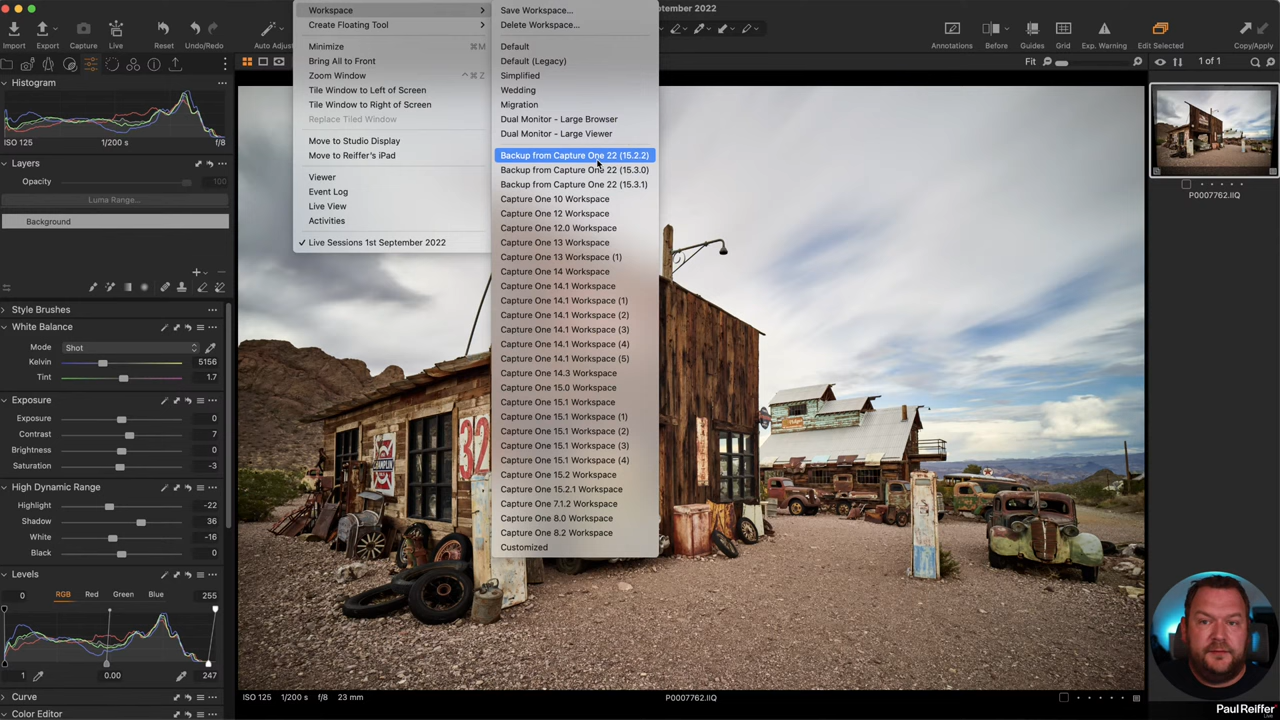 eptember 2022
Workspace
Create Floating Tool
Minimize ⌘M
Bring All to Front
Zoom Window ^⌘Z
Tile Window to Left of Screen
Tile Window to Right of Screen
Replace Tiled Window
Move to Studio Display
Move to Reiffer's iPad
Viewer
Event Log
Live View
Activities
✓ Live Sessions 1st September 2022
Save Workspace...
Delete Workspace...
Default
Default (Legacy)
Simplified
Wedding
Migration
Dual Monitor - Large Browser
Dual Monitor - Large Viewer
Backup from Capture One 22 (15.2.2)
Backup from Capture One 22 (15.3.0)
Backup from Capture One 22 (15.3.1)
Capture One 10 Workspace
Capture One 12 Workspace
Capture One 12.0 Workspace
Capture One 13 Workspace
Capture One 13 Workspace (1)
Capture One 14 Workspace
Capture One 14.1 Workspace
Capture One 14.1 Workspace (1)
Capture One 14.1 Workspace (2)
Capture One 14.1 Workspace (3)
Capture One 14.1 Workspace (4)
Capture One 14.1 Workspace (5)
Capture One 14.3 Workspace
Capture One 15.0 Workspace
Capture One 15.1 Workspace
Capture One 15.1 Workspace (1)
Capture One 15.1 Workspace (2)
Capture One 15.1 Workspace (3)
Capture One 15.1 Workspace (4)
Capture One 15.2 Workspace
Capture One 15.2.1 Workspace
Capture One 7.1.2 Workspace
Capture One 8.0 Workspace
Capture One 8.2 Workspace
Customized
Import Export Capture Live Reset Undo/Redo Auto Adjust
Annotations Before Guides Grid Exp. Warning Edit Selected Copy/Apply
Fit
1 of 1
Histogram
ISO 125 1/200 s f/8
Layers
Opacity 100
Luma Range...
Background
Style Brushes
White Balance
Mode Shot
Kelvin 5156
Tint 1.7
Exposure
Exposure 0
Contrast 7
Brightness 0
Saturation -3
High Dynamic Range
Highlight -22
Shadow 36
White -16
Black 0
Levels
0 RGB Red Green Blue 255
1 0.00 247
Curve
Color Editor
CHAMPLIN
32
ISO 125 1/200 s f/8 23 mm
P0007762.IIQ
P0007762.IIQ
Paul Reiffer
Live